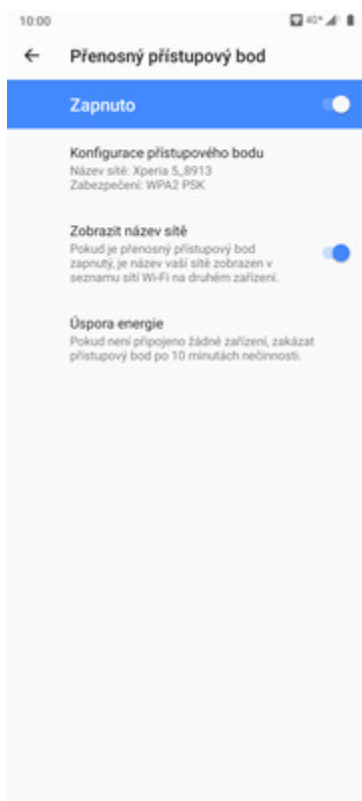 10:00 4G+
Přenosný přístupový bod
Zapnuto
Konfigurace přístupového bodu
Název sítě: Xperia 5_8913
Zabezpečení: WPA2 PSK
Zobrazit název sítě
Pokud je přenosný přístupový bod
zapnutý, je název vaší sítě zobrazen v
seznamu sítí Wi-Fi na druhém zařízení.
Úspora energie
Pokud není připojeno žádné zařízení, zakázat
přístupový bod po 10 minutách nečinnosti.